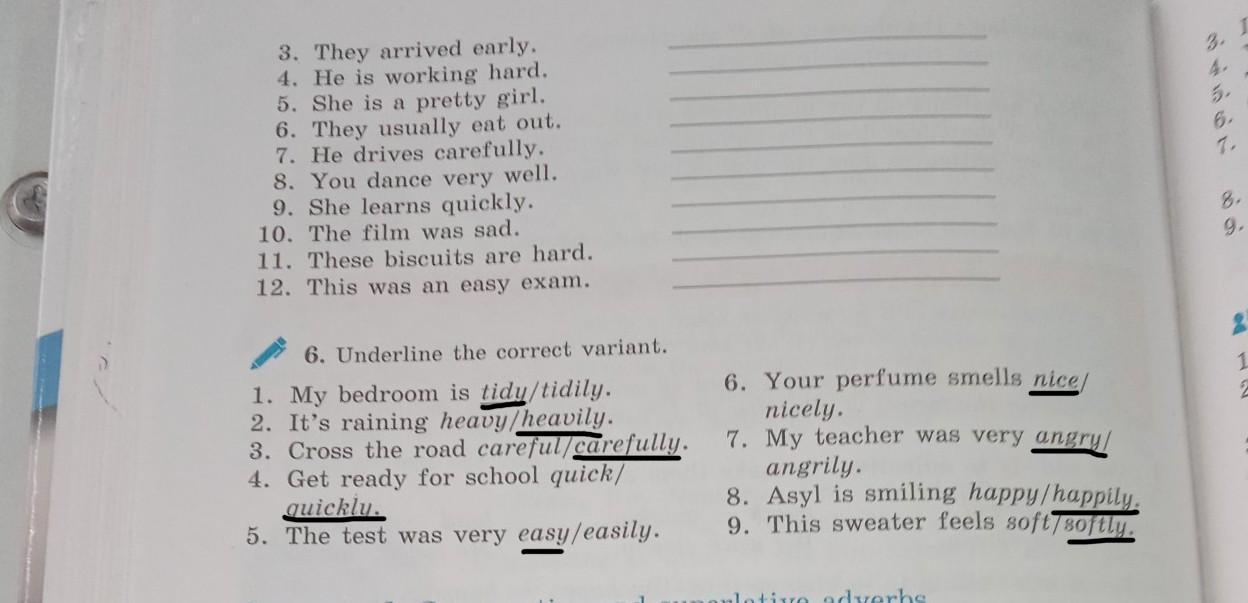 3. They arrived early.
4. He is working hard.
5. She is a pretty girl.
6. They usually eat out.
7. He drives carefully.
8. You dance very well.
9. She learns quickly.
10. The film was sad.
11. These biscuits are hard.
12. This was an easy exam.
6. Underline the correct variant.
1. My bedroom is tidy/tidily.
2. It's raining heavy/heavily.
3. Cross the road careful/carefully.
4. Get ready for school quick/
quickly.
5. The test was very easy/easily.
6. Your perfume smells nice/
nicely.
7. My teacher was very angry/
angrily.
8. Asyl is smiling happy/happily.
9. This sweater feels soft/softly.
adverbs
3.
4.
5.
6.
7.
8.
9.
1
2